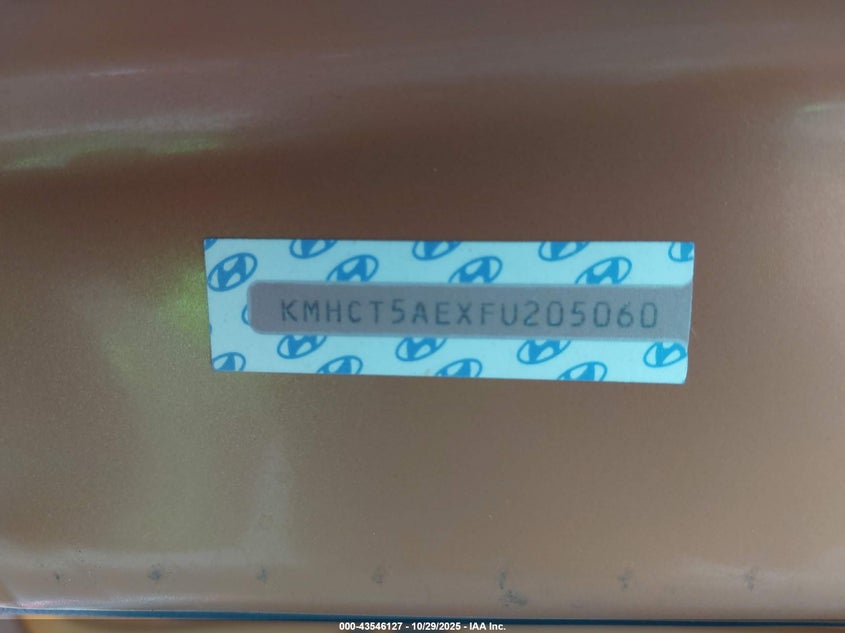 KMHCT5AEXFU205060
000-43546127 - 10/29/2025 - IAA Inc.